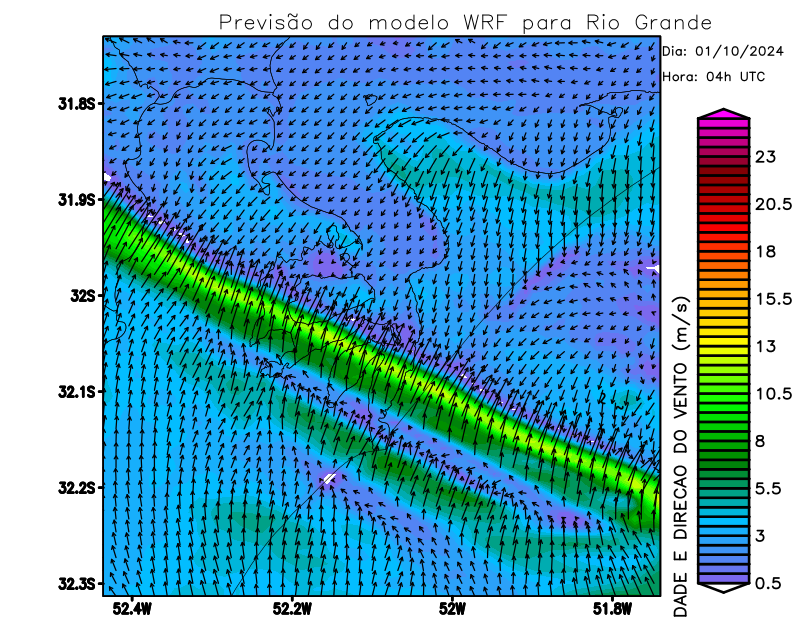 Previsão do modelo WRF para Rio Grande
Dia: 01/10/2024
Hora: 04h UTC
31.8S
31.9S
32S
32.1S
32.2S
32.3S
52.4W
52.2W
52W
51.8W
23
20.5
18
15.5
13
10.5
8
5.5
3
0.5
DADE E DIRECAO DO VENTO (m/s)